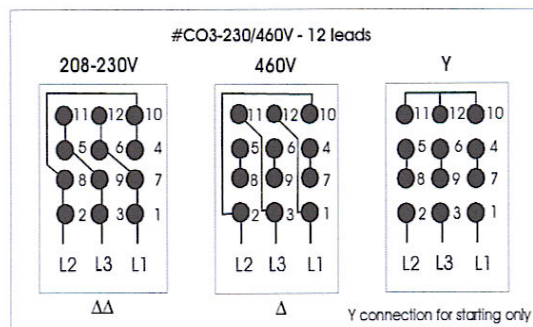 #CO3-230/460V - 12 leads
208-230V 460V Y
11 12 10 11 12 10 11 12 10
5 6 4 5 6 4 5 6 4
8 9 7 8 9 7 8 9 7
2 3 1 2 3 1 2 3 1
L2 L3 L1 L2 L3 L1 L2 L3 L1
ΔΔ Δ Y connection for starting only